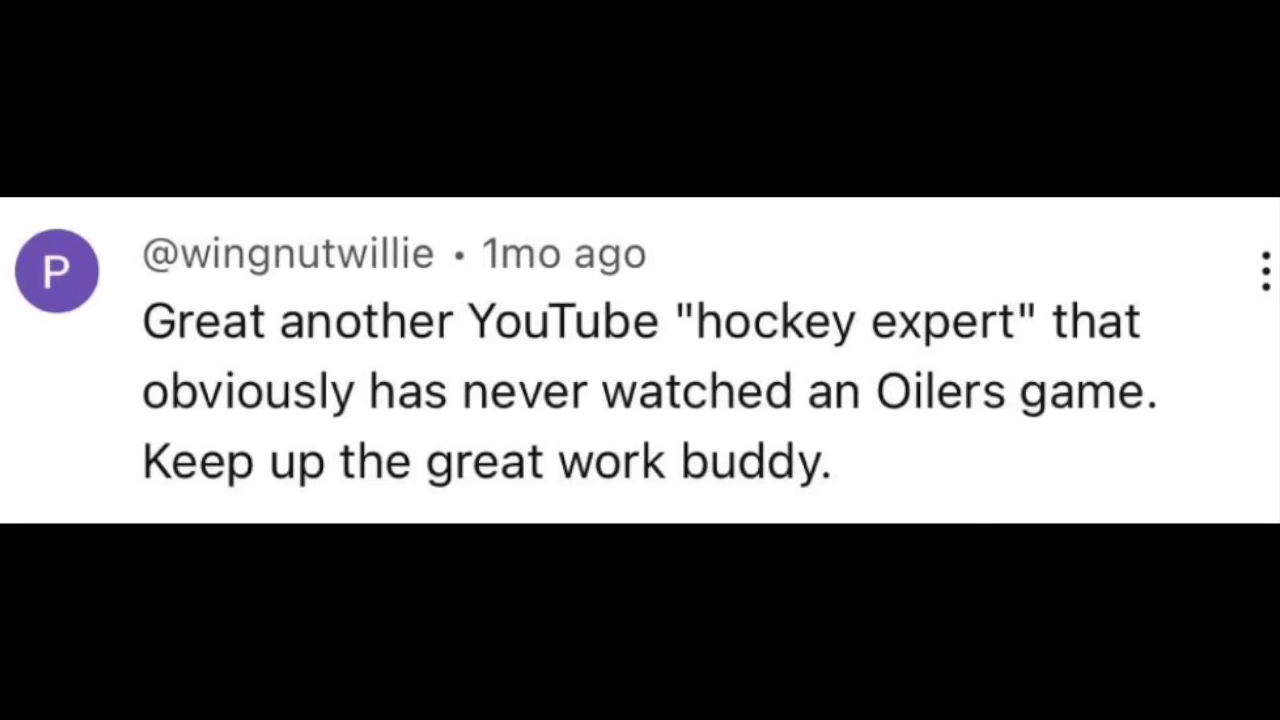 P
@wingnutwillie • 1mo ago
Great another YouTube "hockey expert" that
obviously has never watched an Oilers game.
Keep up the great work buddy.